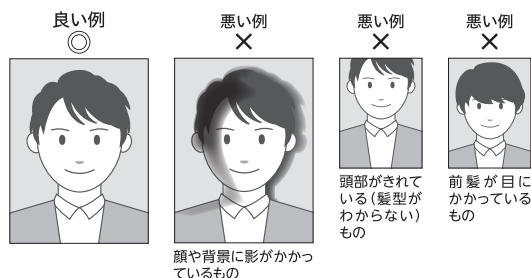 良い例
◎
悪い例
×
顔や背景に影がかかっ
ているもの
悪い例
×
頭部がきれて
いる(髪型が
わからない)
もの
悪い例
×
前髪が目に
かかっている
もの